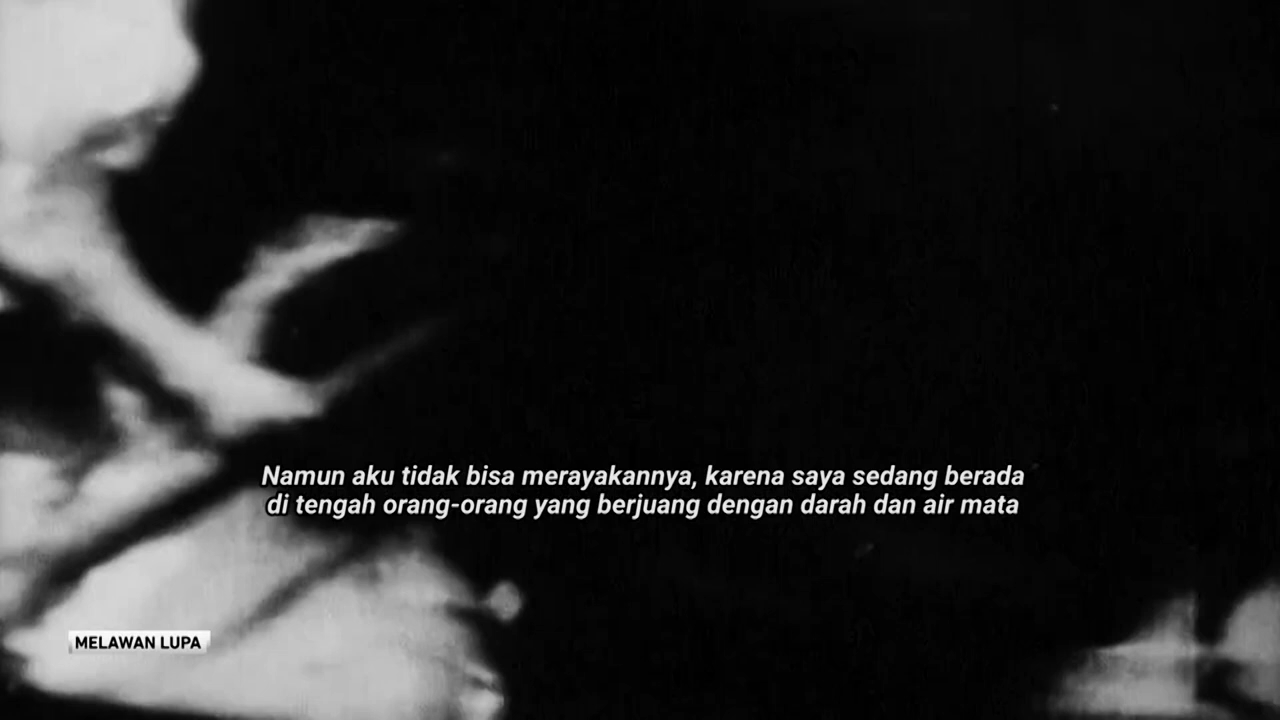 Namun aku tidak bisa merayakannya, karena saya sedang berada
di tengah orang-orang yang berjuang dengan darah dan air mata
MELAWAN LUPA